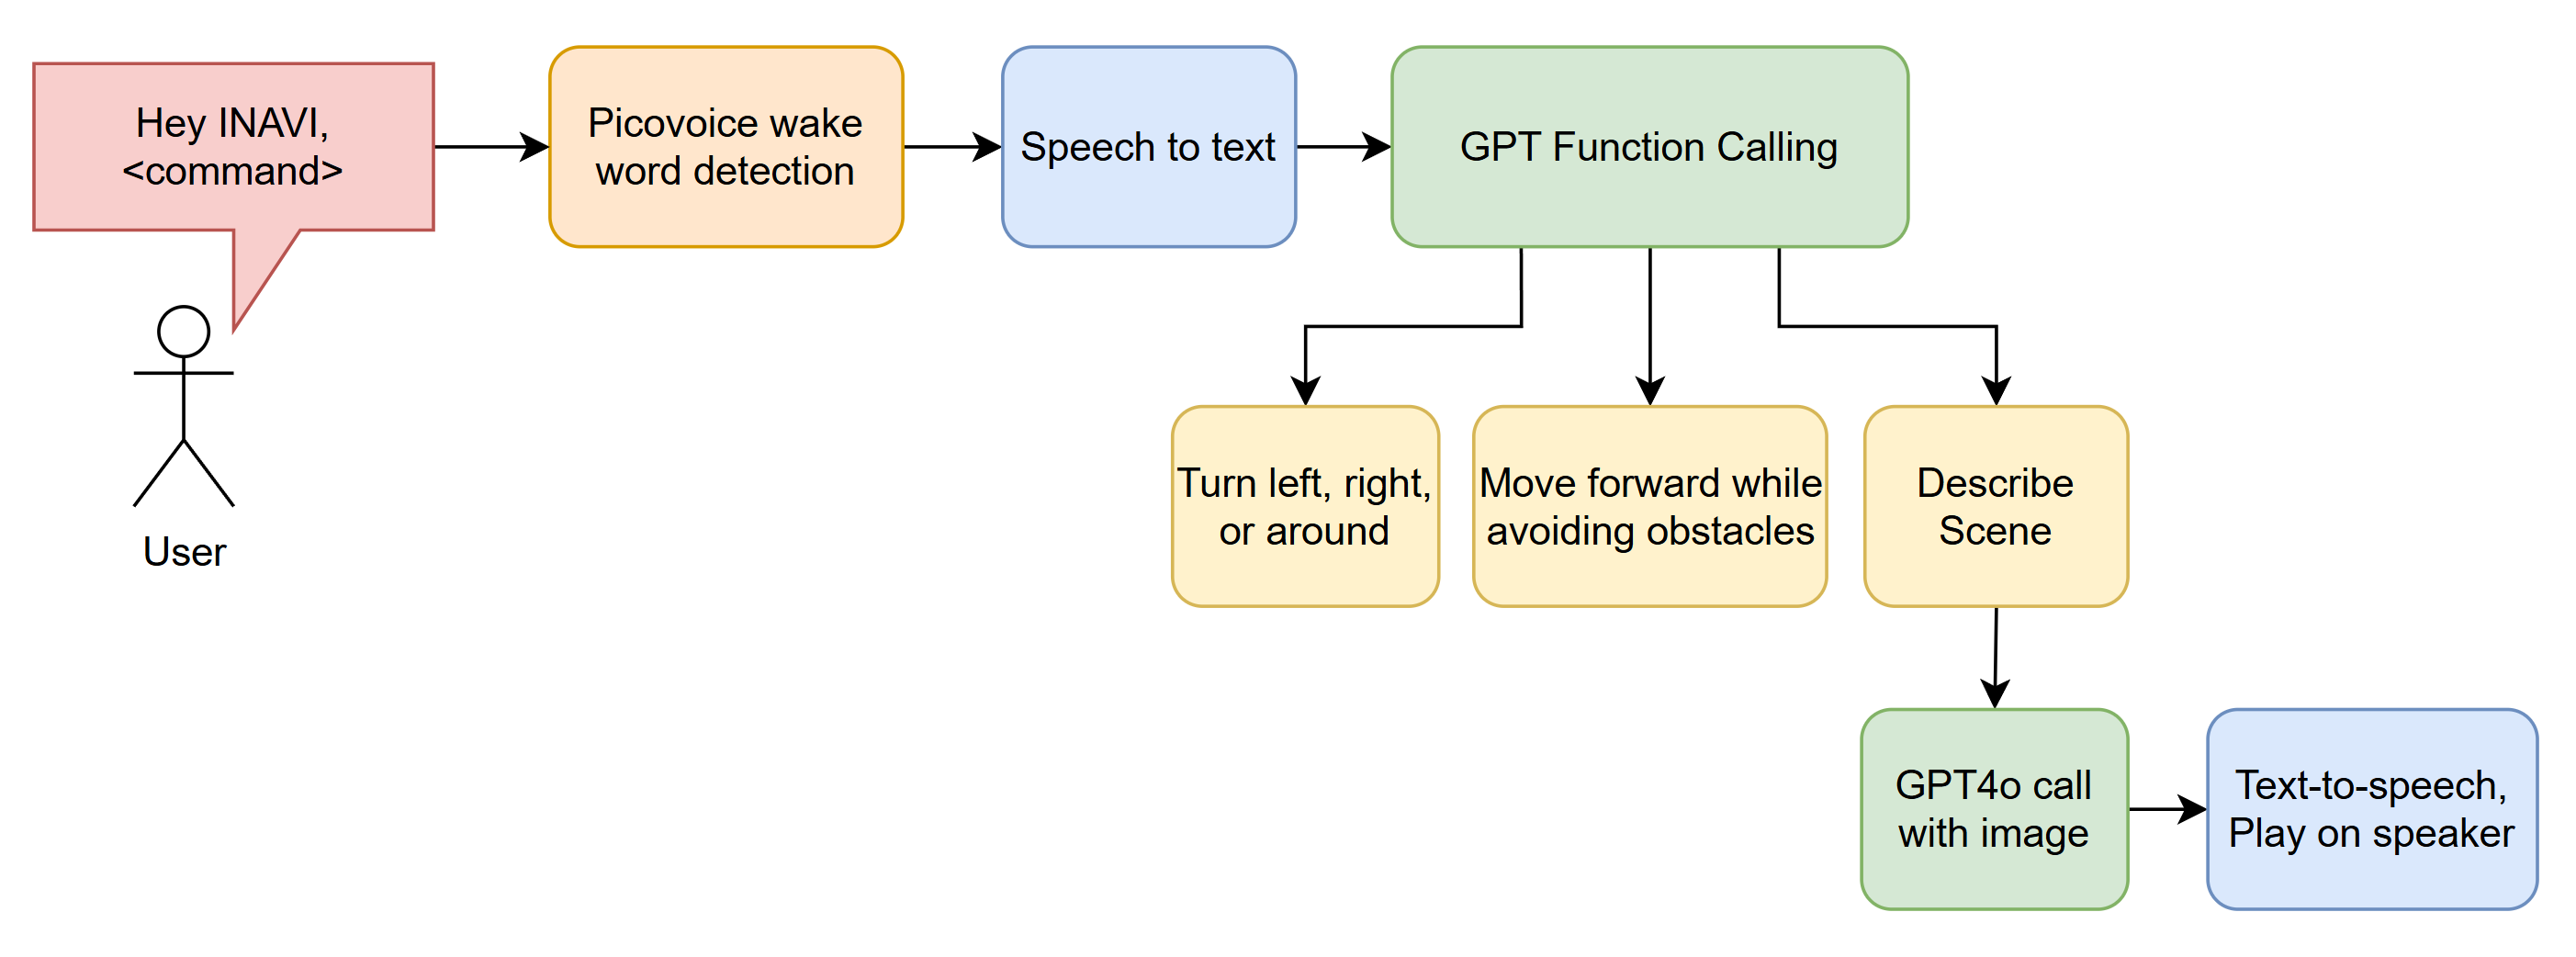 Hey INAVI,
<command>
Picovoice wake
word detection
Speech to text
GPT Function Calling
User
Turn left, right,
or around
Move forward while
avoiding obstacles
Describe
Scene
GPT4o call
with image
Text-to-speech,
Play on speaker